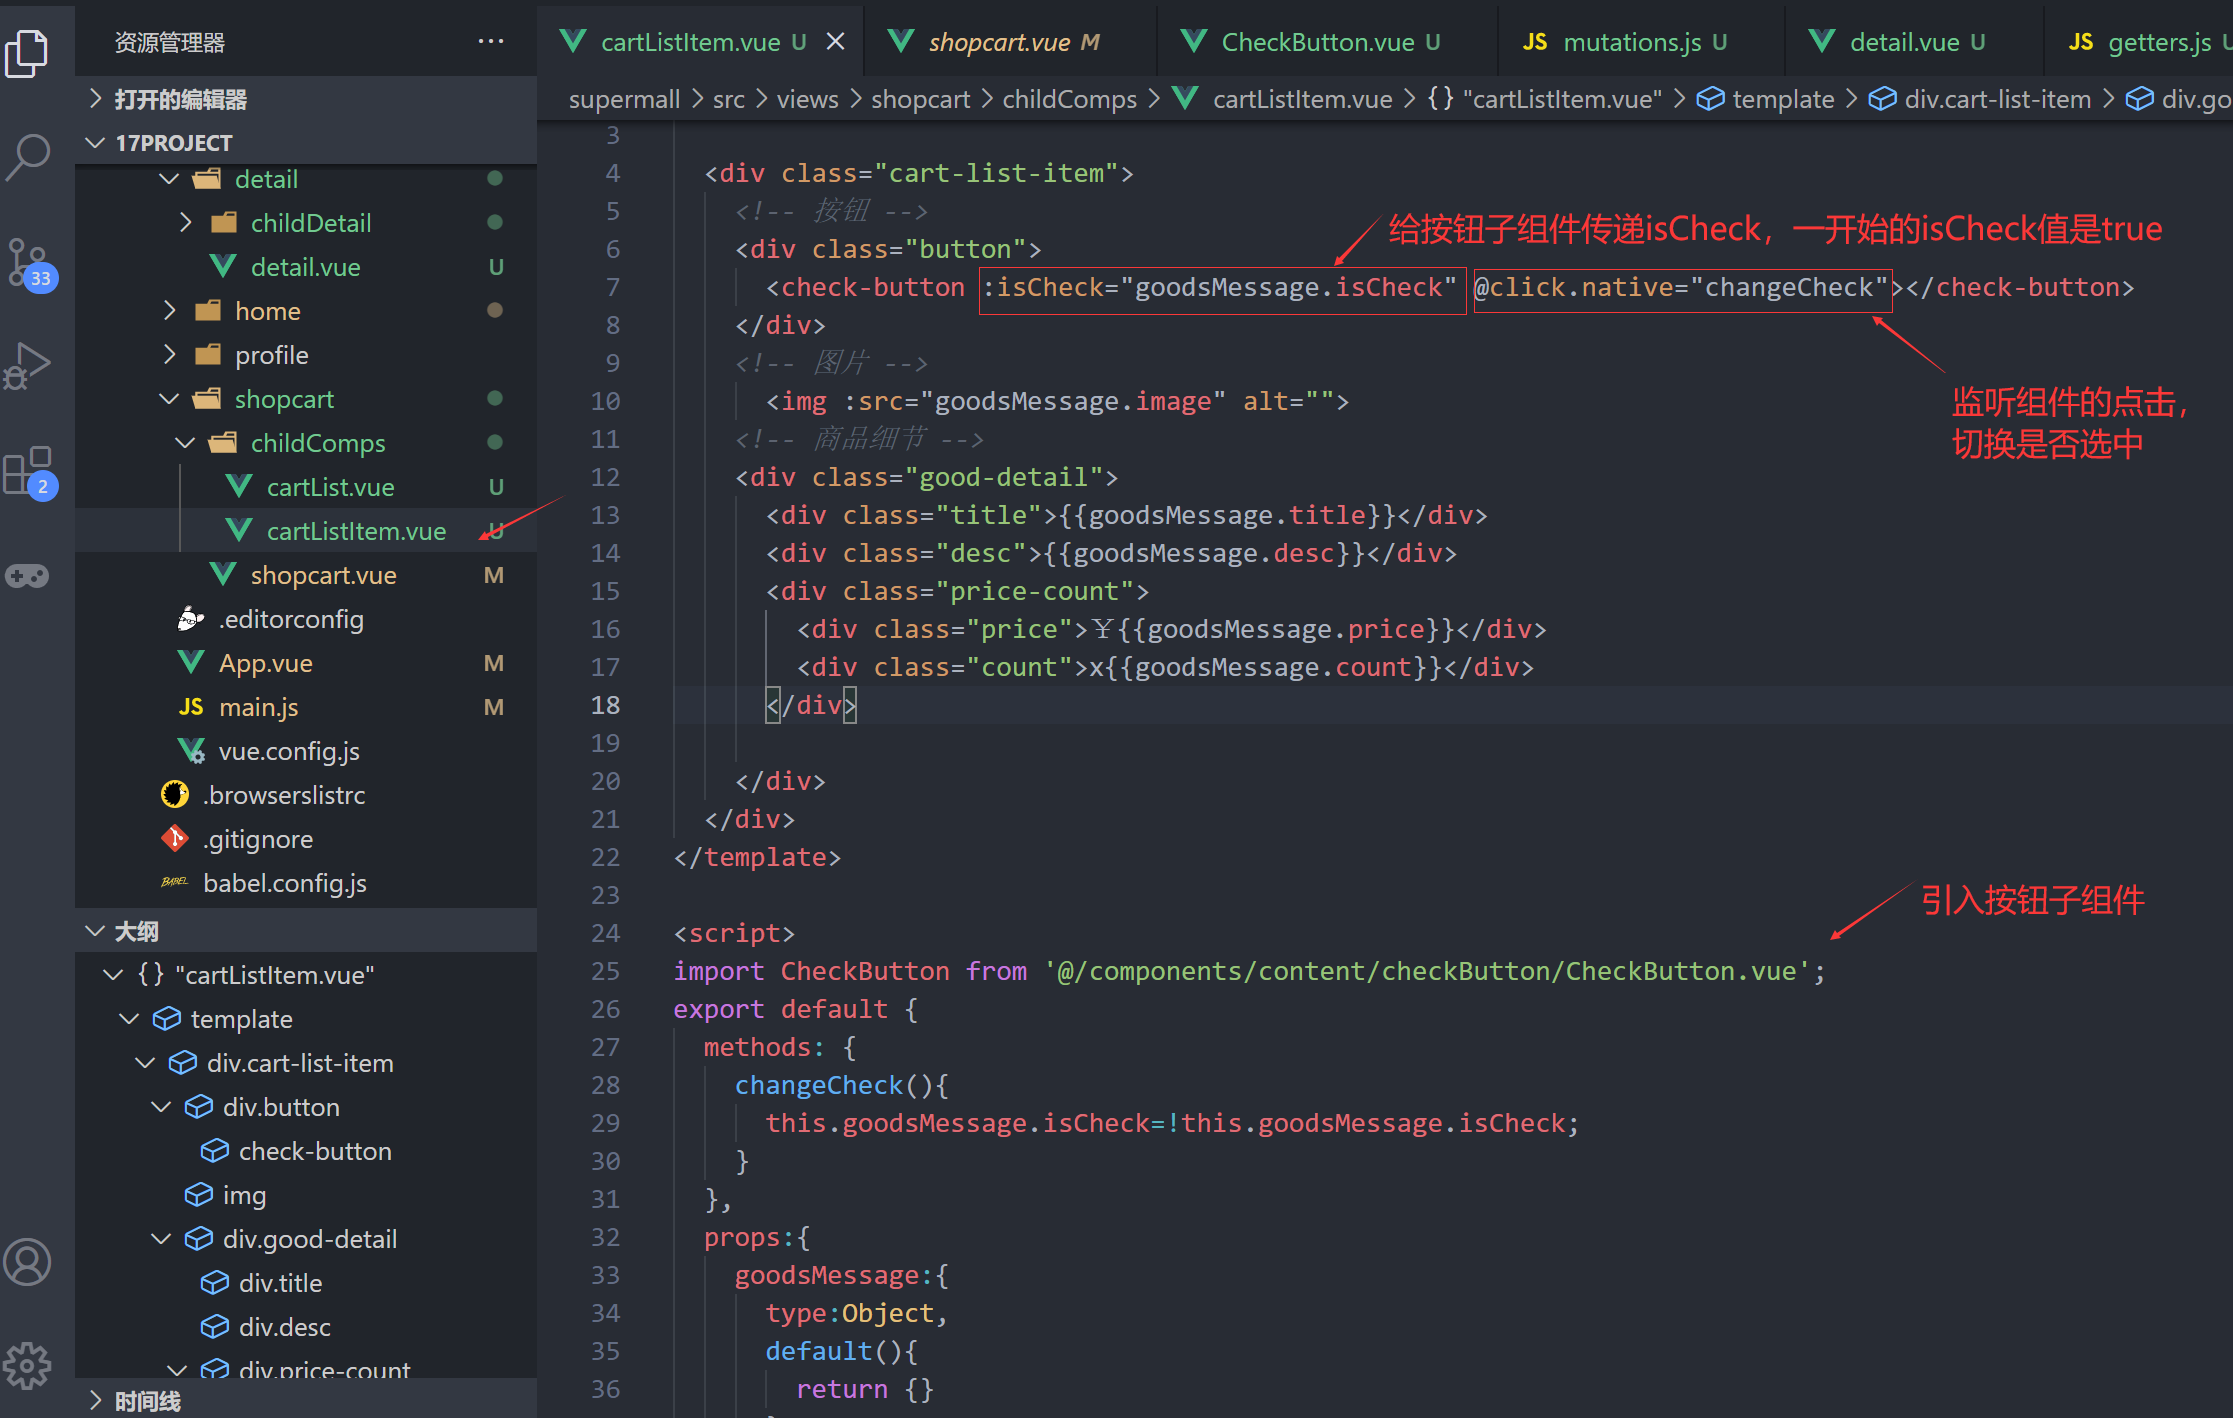 资源管理器 ···
打开的编辑器
17PROJECT
detail
childDetail
detail.vue U
home
profile
shopcart
childComps
cartList.vue U
cartListItem.vue U
shopcart.vue M
.editorconfig
App.vue M
JS main.js M
vue.config.js
.browserslistrc
.gitignore
BABEL babel.config.js
大纲
{} "cartListItem.vue"
template
div.cart-list-item
div.button
check-button
img
div.good-detail
div.title
div.desc
div.price-count
时间线
33
2
cartListItem.vue U × shopcart.vue M CheckButton.vue U JS mutations.js U detail.vue U JS getters.js U
supermall > src > views > shopcart > childComps > cartListItem.vue > {} "cartListItem.vue" > template > div.cart-list-item > div.go
3
4 <div class="cart-list-item">
5 <!-- 按钮 -->
给按钮子组件传递isCheck，一开始的isCheck值是true
6 <div class="button">
7 <check-button :isCheck="goodsMessage.isCheck" @click.native="changeCheck"></check-button>
8 </div>
9 <!-- 图片 -->
10 <img :src="goodsMessage.image" alt="">
监听组件的点击，
切换是否选中
11 <!-- 商品细节 -->
12 <div class="good-detail">
13 <div class="title">{{goodsMessage.title}}</div>
14 <div class="desc">{{goodsMessage.desc}}</div>
15 <div class="price-count">
16 <div class="price">￥{{goodsMessage.price}}</div>
17 <div class="count">x{{goodsMessage.count}}</div>
18 </div>
19
20 </div>
21 </div>
22 </template>
23
引入按钮子组件
24 <script>
25 import CheckButton from '@/components/content/checkButton/CheckButton.vue';
26 export default {
27 methods: {
28 changeCheck(){
29 this.goodsMessage.isCheck=!this.goodsMessage.isCheck;
30 }
31 },
32 props:{
33 goodsMessage:{
34 type:Object,
35 default(){
36 return {}